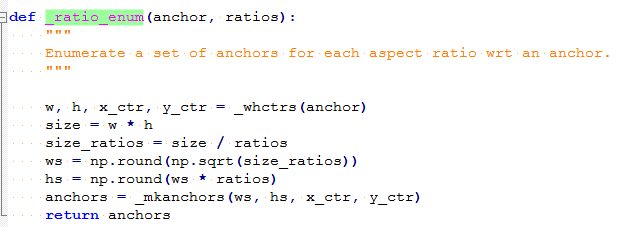 def _ratio_enum(anchor, ratios):
    """
    Enumerate a set of anchors for each aspect ratio wrt an anchor.
    """
    w, h, x_ctr, y_ctr = _whctrs(anchor)
    size = w * h
    size_ratios = size / ratios
    ws = np.round(np.sqrt(size_ratios))
    hs = np.round(ws * ratios)
    anchors = _mkanchors(ws, hs, x_ctr, y_ctr)
    return anchors